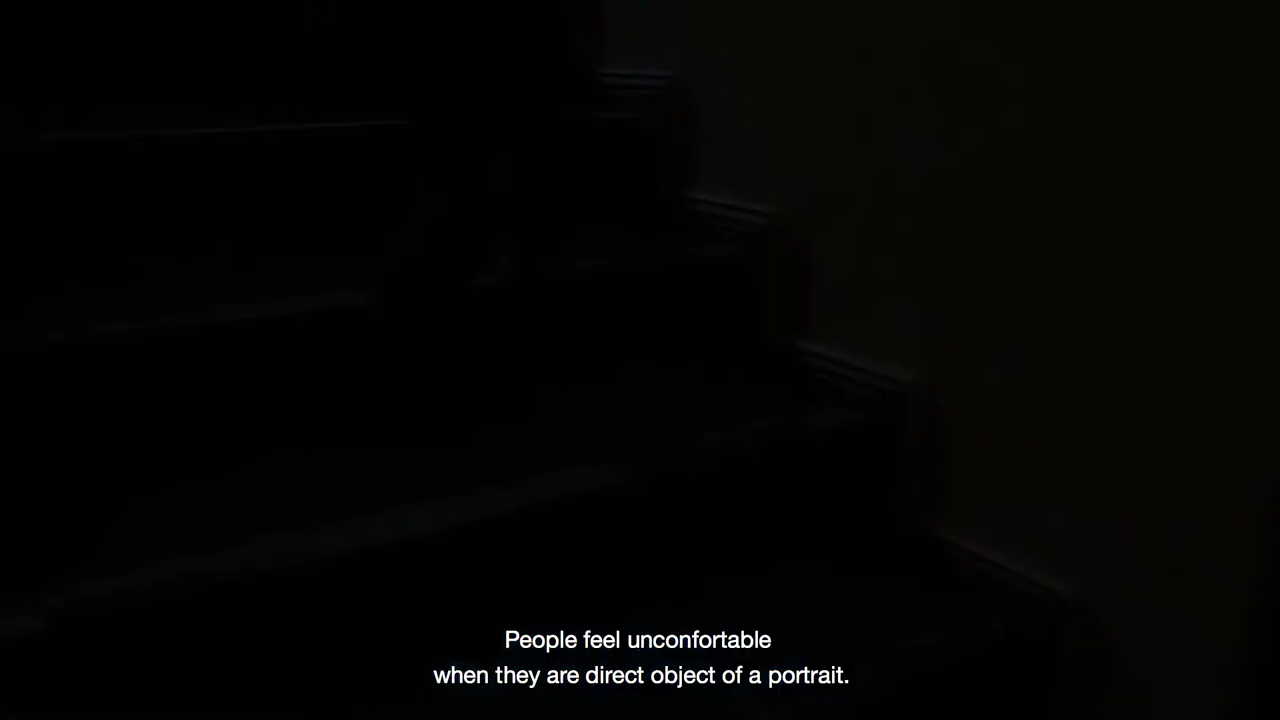 People feel unconfortable
when they are direct object of a portrait.